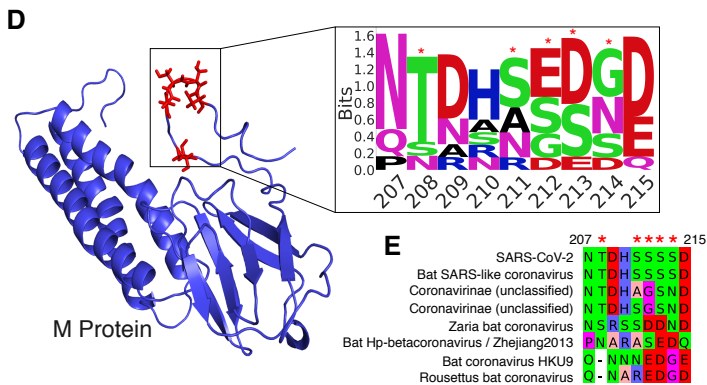 D
Bits
1.6
1.4
1.2
1.0
0.8
0.6
0.4
0.2
0.0
* * * * *
N T D H S E D G D
Q S N A A S S N E
P N A S N G E S Q
R R R D D
N
207 208 209 210 211 212 213 214 215
M Protein
E
207 * * * * * 215
SARS-CoV-2 N T D H S S S S D
Bat SARS-like coronavirus N T D H S S S S D
Coronavirinae (unclassified) N T D H A G S N D
Coronavirinae (unclassified) N T D H S G S N D
Zaria bat coronavirus N S R S S D D N D
Bat Hp-betacoronavirus / Zhejiang2013 P N A R A S E D Q
Bat coronavirus HKU9 Q - N N N E D G E
Rousettus bat coronavirus Q - N A R E D G D